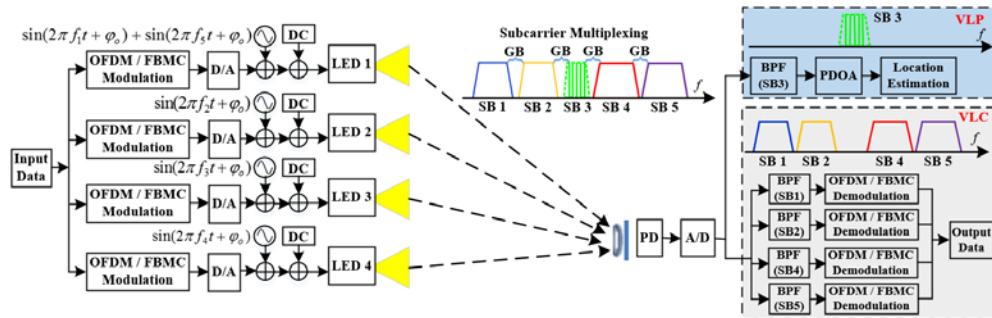 sin(2πf₁t + φₒ) + sin(2πf₅t + φₒ)
DC
OFDM / FBMC
Modulation
D/A
LED 1
sin(2πf₂t + φₒ)
DC
OFDM / FBMC
Modulation
D/A
LED 2
Input
Data
sin(2πf₃t + φₒ)
DC
OFDM / FBMC
Modulation
D/A
LED 3
sin(2πf₄t + φₒ)
DC
OFDM / FBMC
Modulation
D/A
LED 4
Subcarrier Multiplexing
GB GB GB GB
f
SB 1 SB 2 SB 3 SB 4 SB 5
PD
A/D
SB 3
VLP
f
BPF
(SB3)
PDOA
Location
Estimation
VLC
f
SB 1 SB 2 SB 4 SB 5
BPF
(SB1)
OFDM / FBMC
Demodulation
BPF
(SB2)
OFDM / FBMC
Demodulation
BPF
(SB4)
OFDM / FBMC
Demodulation
BPF
(SB5)
OFDM / FBMC
Demodulation
Output
Data